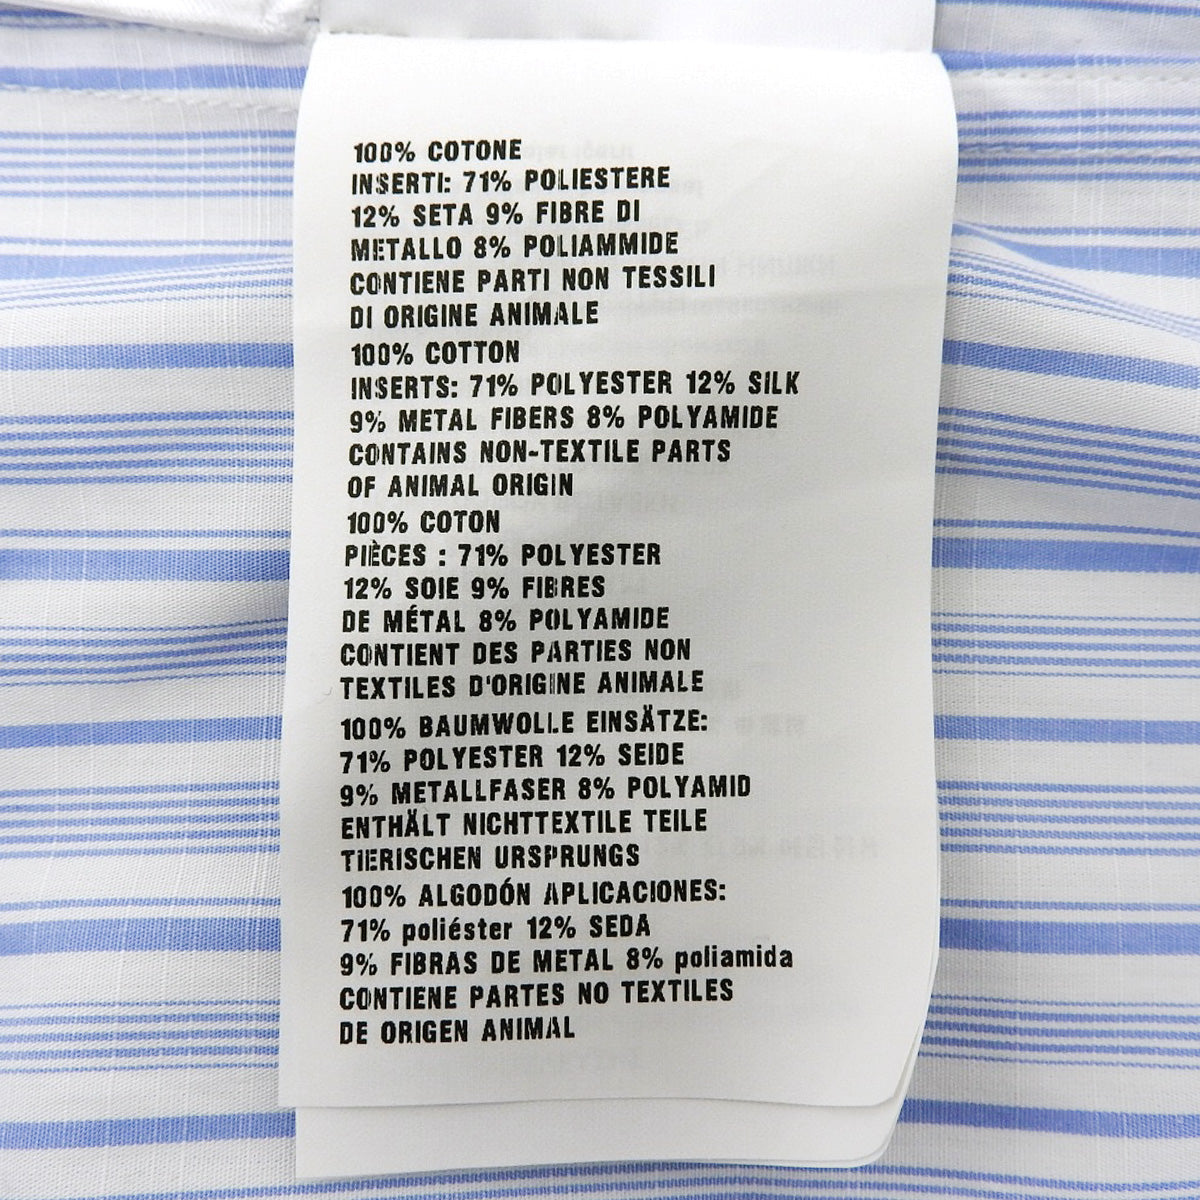 100% COTONE
INSERTI: 71% POLIESTERE
12% SETA 9% FIBRE DI
METALLO 8% POLIAMMIDE
CONTIENE PARTI NON TESSILI
DI ORIGINE ANIMALE
100% COTTON
INSERTS: 71% POLYESTER 12% SILK
9% METAL FIBERS 8% POLYAMIDE
CONTAINS NON-TEXTILE PARTS
OF ANIMAL ORIGIN
100% COTON
PIÈCES : 71% POLYESTER
12% SOIE 9% FIBRES
DE MÉTAL 8% POLYAMIDE
CONTIENT DES PARTIES NON
TEXTILES D'ORIGINE ANIMALE
100% BAUMWOLLE EINSÄTZE:
71% POLYESTER 12% SEIDE
9% METALLFASER 8% POLYAMID
ENTHÄLT NICHTTEXTILE TEILE
TIERISCHEN URSPRUNGS
100% ALGODÓN APLICACIONES:
71% poliéster 12% SEDA
9% FIBRAS DE METAL 8% poliamida
CONTIENE PARTES NO TEXTILES
DE ORIGEN ANIMAL